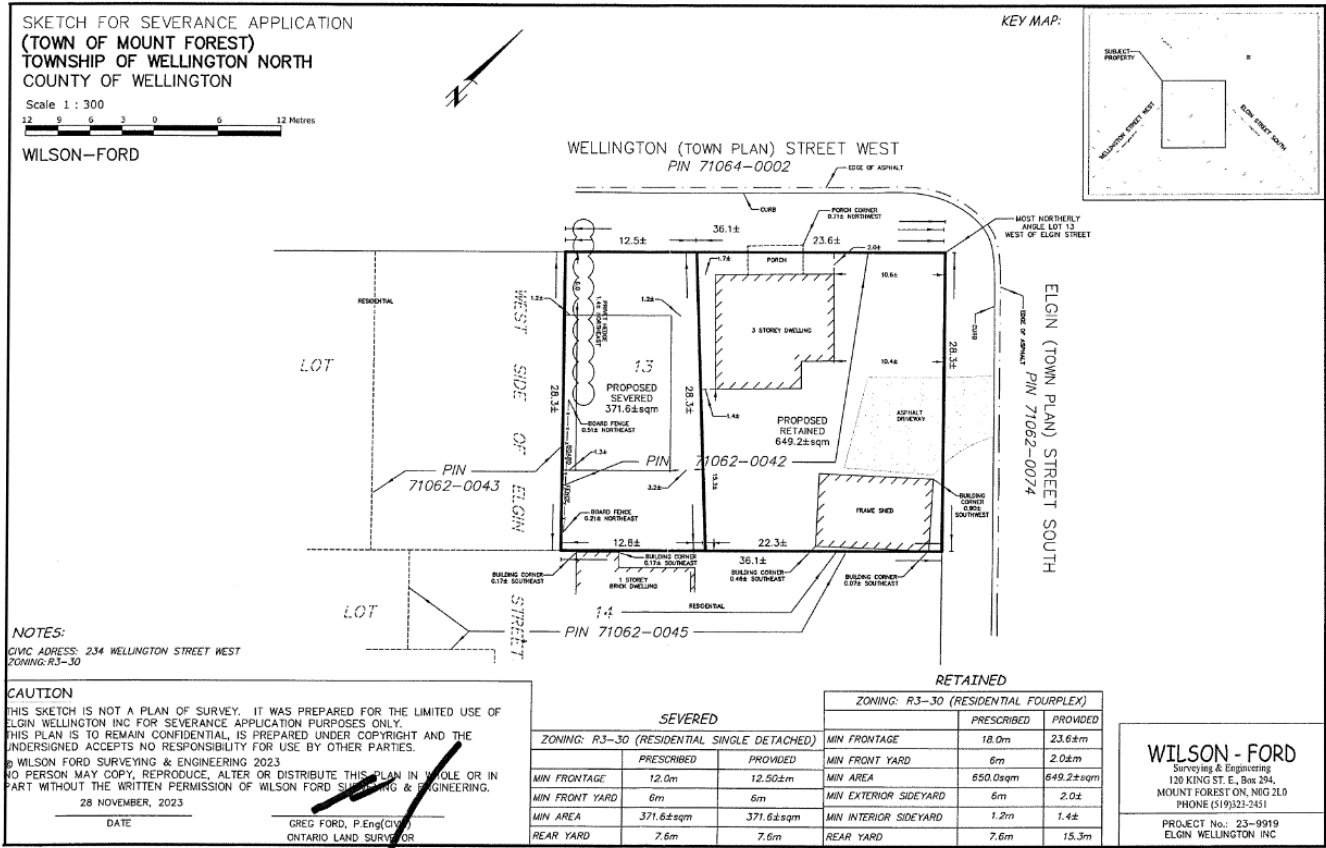 SKETCH FOR SEVERANCE APPLICATION
(TOWN OF MOUNT FOREST)
TOWNSHIP OF WELLINGTON NORTH
COUNTY OF WELLINGTON
Scale 1 : 300
12 9 6 3 0 6 12 Metres
WILSON-FORD
KEY MAP:
SUBJECT
PROPERTY
WELLINGTON STREET WEST
ELGIN STREET SOUTH
WELLINGTON (TOWN PLAN) STREET WEST
PIN 71064-0002
EDGE OF ASPHALT
CURB
PORCH CORNER
0.71± NORTHWEST
MOST NORTHERLY
ANGLE LOT 13
WEST OF ELGIN STREET
36.1±
12.5±
23.6±
2.0±
1.7±
PORCH
10.6±
RESIDENTIAL
LOT
WEST SIDE OF ELGIN STREET
1.2±
0.0
PRIVET HEDGE
1.4± NORTHEAST
1.2±
3 STOREY DWELLING
CURB
EDGE OF ASPHALT
ELGIN (TOWN PLAN) STREET SOUTH
PIN 71062-0074
28.3±
28.3±
28.3±
10.4±
13
PROPOSED
SEVERED
371.6±sqm
1.4±
PROPOSED
RETAINED
649.2±sqm
ASPHALT
DRIVEWAY
BOARD FENCE
0.51± NORTHEAST
BOARD
FENCE
1.3±
PIN
71062-0043
PIN 71062-0042
3.2±
15.3±
BOARD FENCE
0.21± NORTHEAST
FRAME SHED
BUILDING
CORNER
0.90±
SOUTHWEST
12.8±
22.3±
36.1±
BUILDING CORNER
0.17± SOUTHEAST
BUILDING CORNER
0.17± SOUTHEAST
1 STOREY
BRICK DWELLING
BUILDING CORNER
0.46± SOUTHEAST
BUILDING CORNER
0.07± SOUTHEAST
LOT
14
RESIDENTIAL
PIN 71062-0045
NOTES:
CIVIC ADRESS: 234 WELLINGTON STREET WEST
ZONING: R3-30
CAUTION
THIS SKETCH IS NOT A PLAN OF SURVEY. IT WAS PREPARED FOR THE LIMITED USE OF
ELGIN WELLINGTON INC FOR SEVERANCE APPLICATION PURPOSES ONLY.
THIS PLAN IS TO REMAIN CONFIDENTIAL, IS PREPARED UNDER COPYRIGHT AND THE
UNDERSIGNED ACCEPTS NO RESPONSIBILITY FOR USE BY OTHER PARTIES.
© WILSON FORD SURVEYING & ENGINEERING 2023
NO PERSON MAY COPY, REPRODUCE, ALTER OR DISTRIBUTE THIS PLAN IN WHOLE OR IN
PART WITHOUT THE WRITTEN PERMISSION OF WILSON FORD SURVEYING & ENGINEERING.
28 NOVEMBER, 2023
DATE
GREG FORD, P.Eng(CIVIL)
ONTARIO LAND SURVEYOR
SEVERED
ZONING: R3-30 (RESIDENTIAL SINGLE DETACHED)
PRESCRIBED PROVIDED
MIN FRONTAGE 12.0m 12.50±m
MIN FRONT YARD 6m 6m
MIN AREA 371.6±sqm 371.6±sqm
REAR YARD 7.6m 7.6m
RETAINED
ZONING: R3-30 (RESIDENTIAL FOURPLEX)
PRESCRIBED PROVIDED
MIN FRONTAGE 18.0m 23.6±m
MIN FRONT YARD 6m 2.0±m
MIN AREA 650.0sqm 649.2±sqm
MIN EXTERIOR SIDEYARD 6m 2.0±
MIN INTERIOR SIDEYARD 1.2m 1.4±
REAR YARD 7.6m 15.3m
WILSON - FORD
Surveying & Engineering
120 KING ST. E., Box 294,
MOUNT FOREST ON, N0G 2L0
PHONE (519)323-2451
PROJECT No.: 23-9919
ELGIN WELLINGTON INC